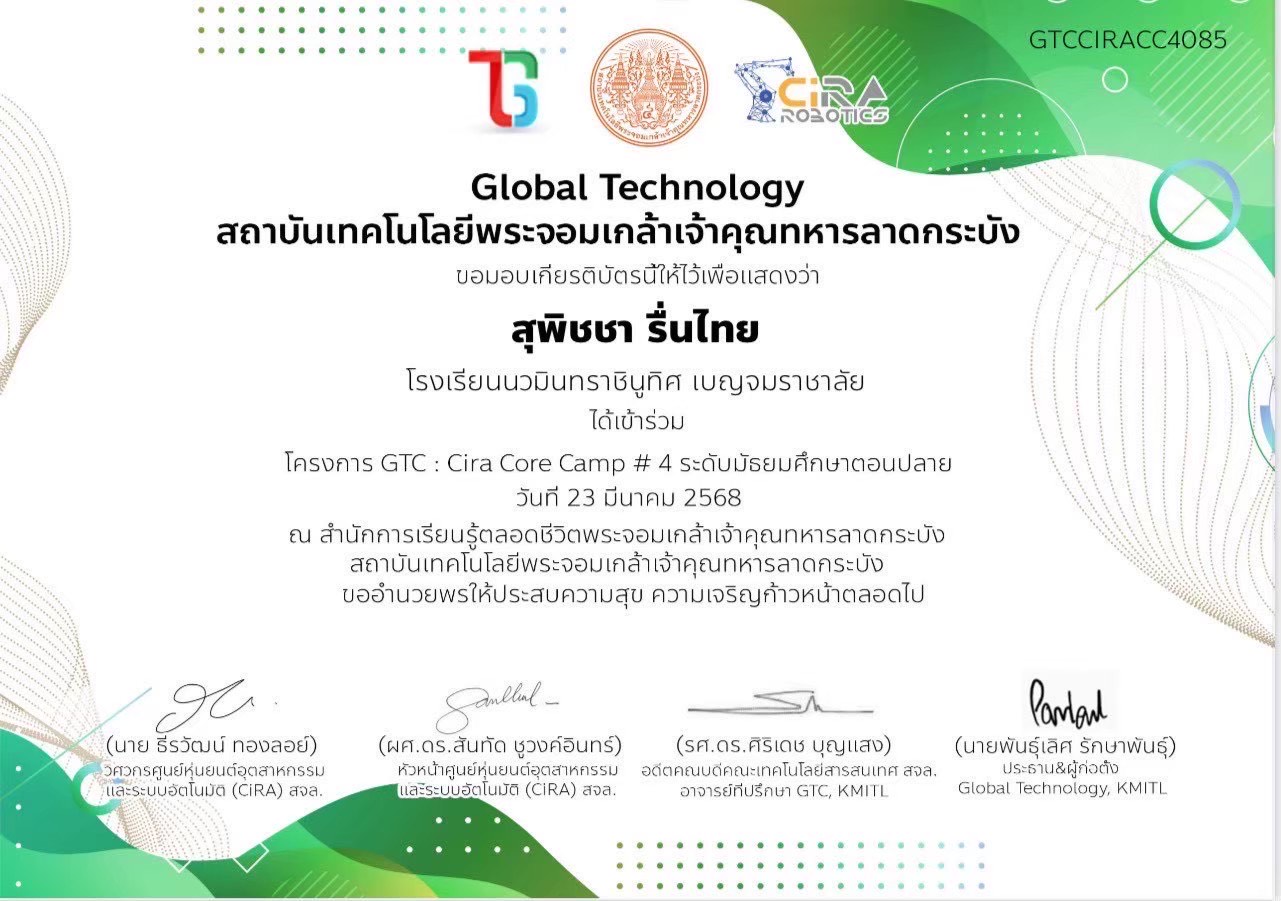 GTCCIRACC4085
TG
CiRA
ROBOTICS
Global Technology
สถาบันเทคโนโลยีพระจอมเกล้าเจ้าคุณทหารลาดกระบัง
ขอมอบเกียรติบัตรนี้ให้ไว้เพื่อแสดงว่า
สุพิชชา รื่นไทย
โรงเรียนนวมินทราชินูทิศ เบญจมราชาลัย
ได้เข้าร่วม
โครงการ GTC : Cira Core Camp # 4 ระดับมัธยมศึกษาตอนปลาย
วันที่ 23 มีนาคม 2568
ณ สำนักการเรียนรู้ตลอดชีวิตพระจอมเกล้าเจ้าคุณทหารลาดกระบัง
สถาบันเทคโนโลยีพระจอมเกล้าเจ้าคุณทหารลาดกระบัง
ขออำนวยพรให้ประสบความสุข ความเจริญก้าวหน้าตลอดไป
(นาย ธีรวัฒน์ ทองลอย)
วิศวกรศูนย์หุ่นยนต์อุตสาหกรรม
และระบบอัตโนมัติ (CiRA) สจล.
(ผศ.ดร.สันทัด ชูวงค์อินทร์)
หัวหน้าศูนย์หุ่นยนต์อุตสาหกรรม
และระบบอัตโนมัติ (CiRA) สจล.
(รศ.ดร.ศิริเดช บุญแสง)
อดีตคณบดีคณะเทคโนโลยีสารสนเทศ สจล.
อาจารย์ที่ปรึกษา GTC, KMITL
(นายพันธุ์เลิศ รักษาพันธุ์)
ประธาน&ผู้ก่อตั้ง
Global Technology, KMITL